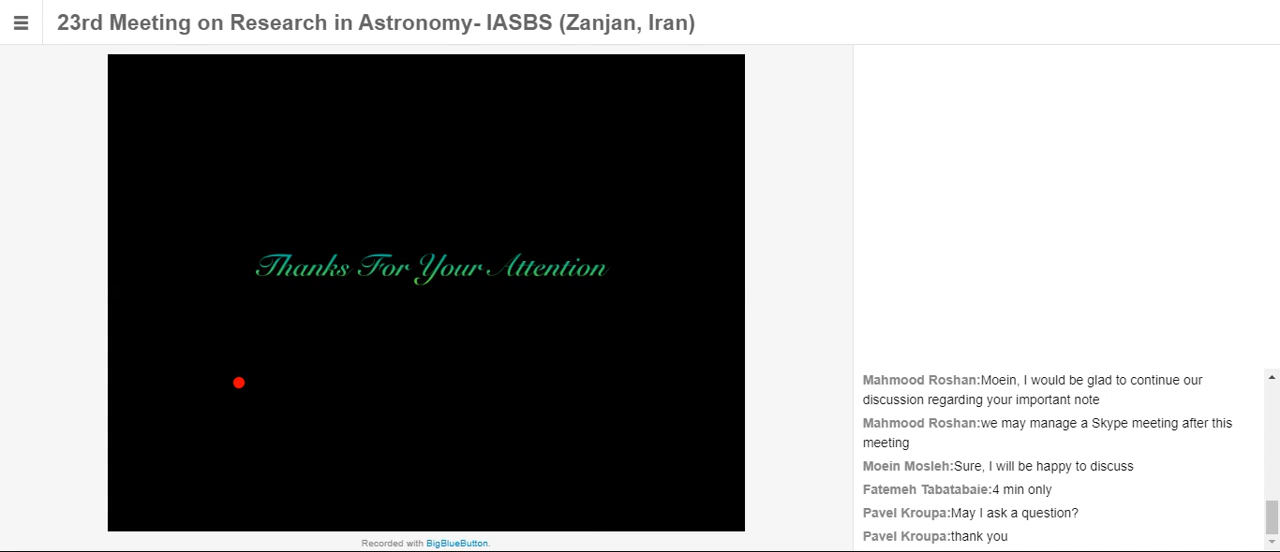 23rd Meeting on Research in Astronomy- IASBS (Zanjan, Iran)
Thanks For Your Attention
Recorded with BigBlueButton.
Mahmood Roshan:Moein, I would be glad to continue our
discussion regarding your important note
Mahmood Roshan:we may manage a Skype meeting after this
meeting
Moein Mosleh:Sure, I will be happy to discuss
Fatemeh Tabatabaie:4 min only
Pavel Kroupa:May I ask a question?
Pavel Kroupa:thank you